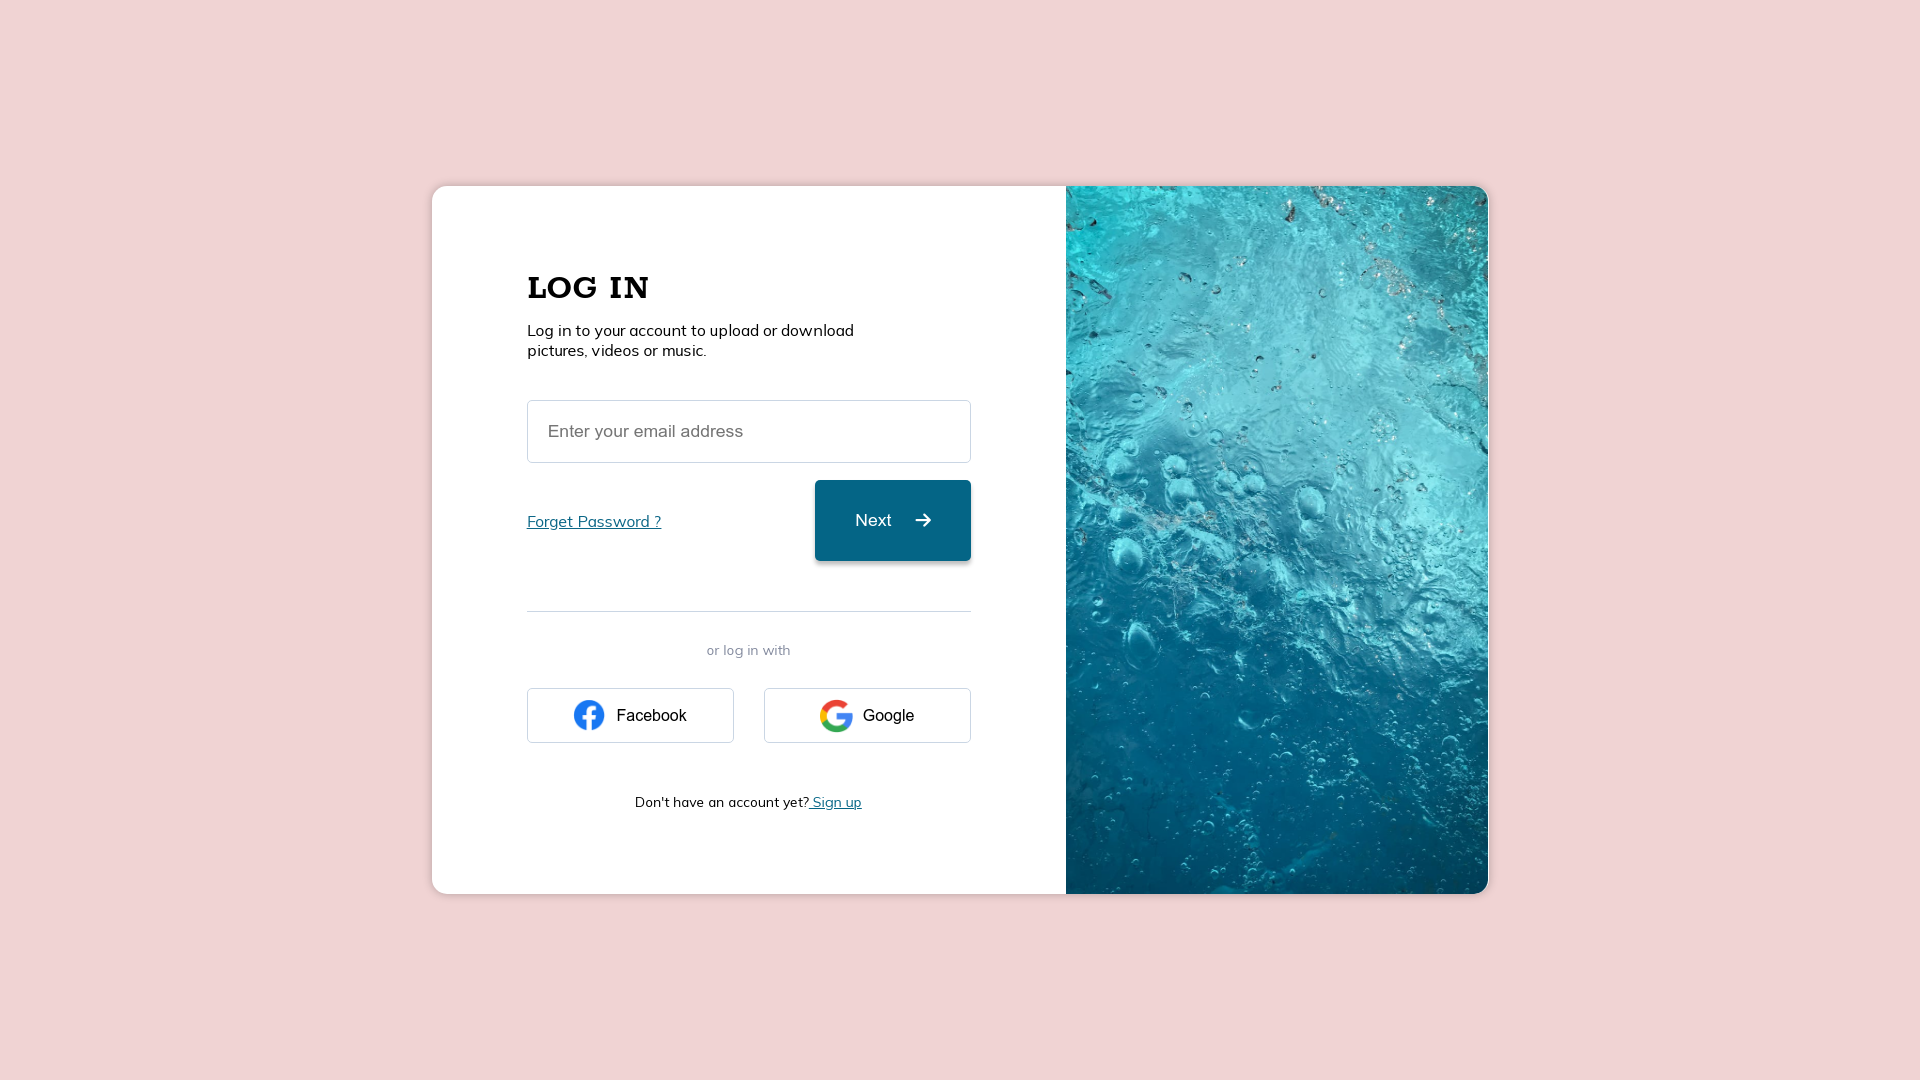 LOG IN
Log in to your account to upload or download
pictures, videos or music.
Enter your email address
Forget Password ?
Next
or log in with
Facebook
Google
Don't have an account yet? Sign up